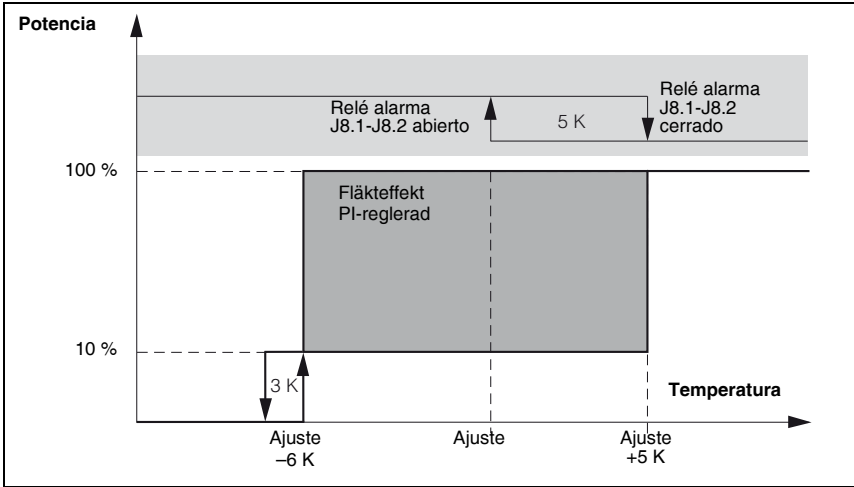 Potencia
Relé alarma
J8.1-J8.2 abierto
5 K
Relé alarma
J8.1-J8.2
cerrado
100 %
Fläkteffekt
PI-reglerad
10 %
3 K
Temperatura
Ajuste
–6 K
Ajuste
Ajuste
+5 K